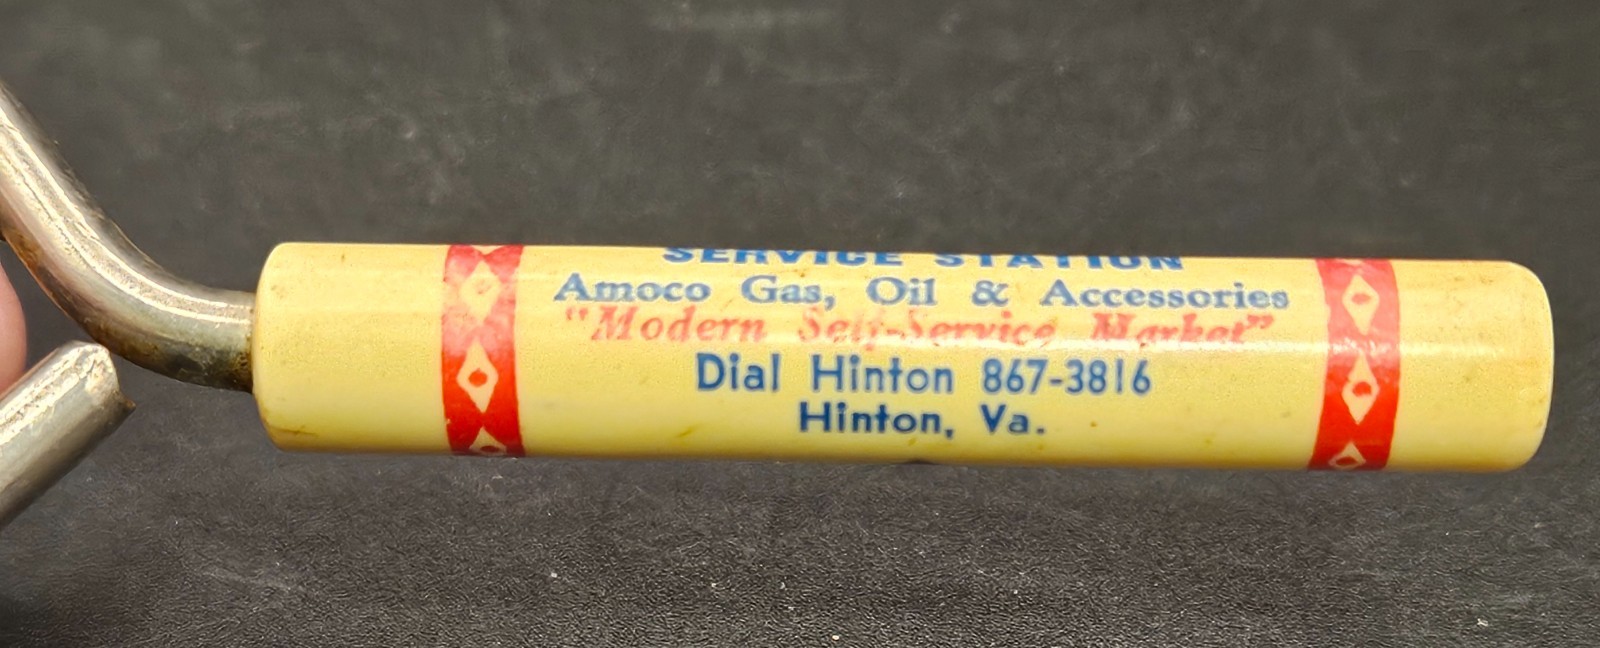 SERVICE STATION
Amoco Gas, Oil & Accessories
"Modern Self-Service Market"
Dial Hinton 867-3816
Hinton, Va.